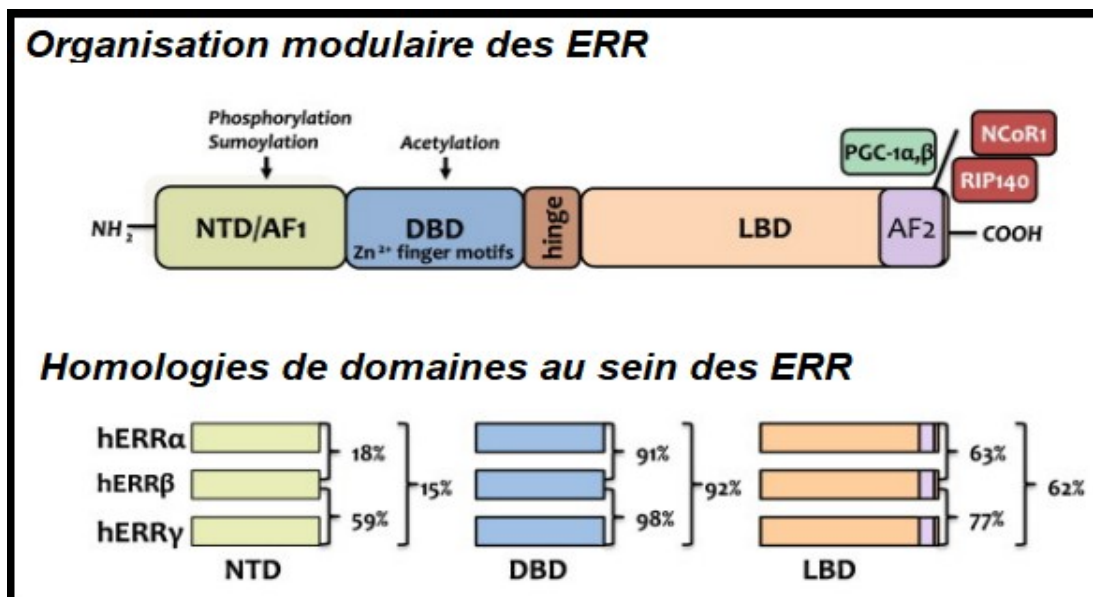 Organisation modulaire des ERR
Phosphorylation
Sumoylation
Acetylation
PGC-1α,β
NCoR1
RIP140
NH2
NTD/AF1
DBD
Zn2+ finger motifs
hinge
LBD
AF2
COOH
Homologies de domaines au sein des ERR
hERRα
hERRβ
hERRγ
18%
59%
15%
NTD
91%
98%
92%
DBD
63%
77%
62%
LBD